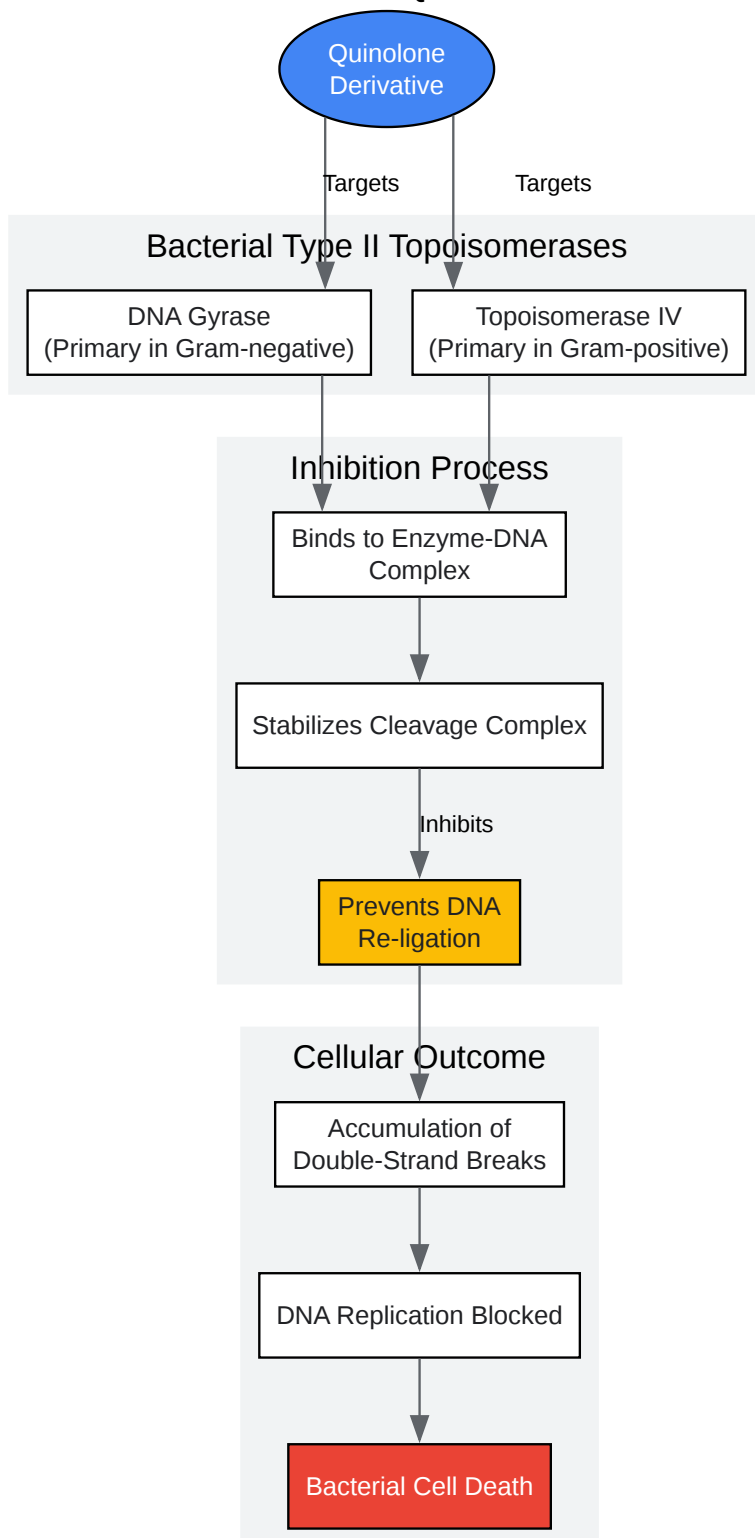 Quinolone
Derivative
Targets
Targets
Bacterial Type II Topoisomerases
DNA Gyrase
(Primary in Gram-negative)
Topoisomerase IV
(Primary in Gram-positive)
Inhibition Process
Binds to Enzyme-DNA
Complex
Stabilizes Cleavage Complex
Inhibits
Prevents DNA
Re-ligation
Cellular Outcome
Accumulation of
Double-Strand Breaks
DNA Replication Blocked
Bacterial Cell Death